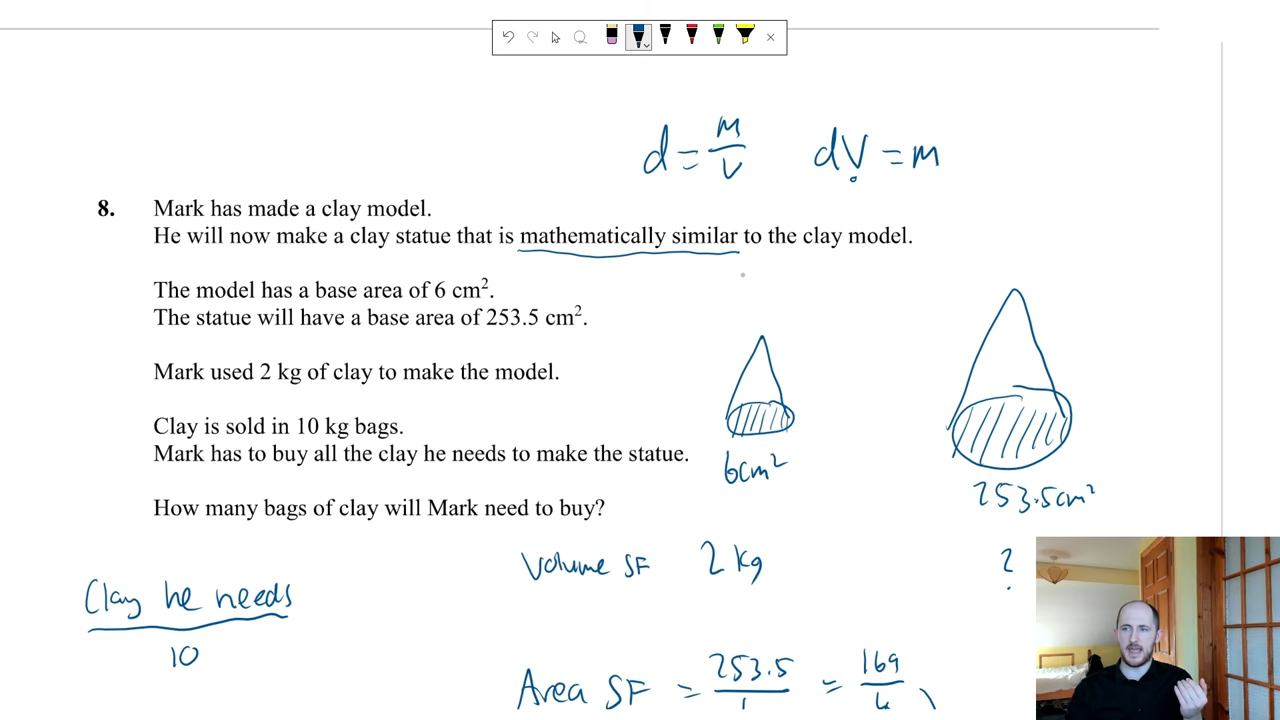 d = m/v    dV = m
8. Mark has made a clay model.
He will now make a clay statue that is mathematically similar to the clay model.
The model has a base area of 6 cm².
The statue will have a base area of 253.5 cm².
Mark used 2 kg of clay to make the model.
Clay is sold in 10 kg bags.
Mark has to buy all the clay he needs to make the statue.
6cm²
253.5cm²
How many bags of clay will Mark need to buy?
Volume SF 2 kg ?
Clay he needs
10
Area SF = 253.5 = 169